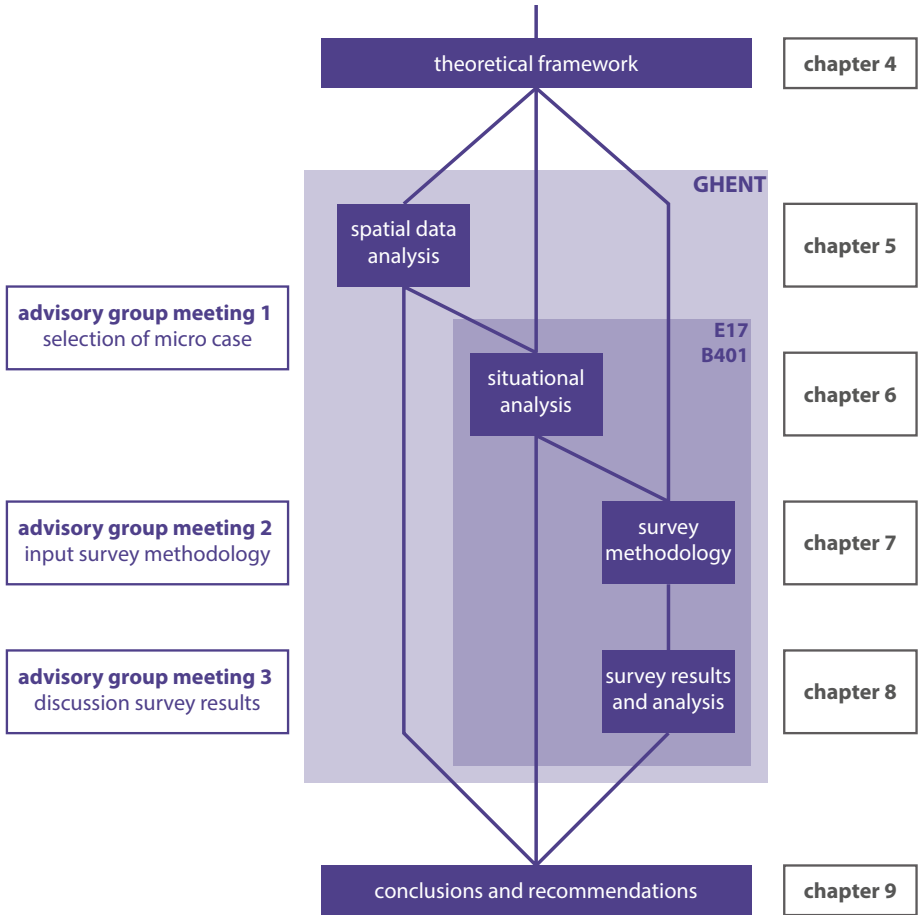 theoretical framework
chapter 4
GHENT
spatial data
analysis
chapter 5
advisory group meeting 1
selection of micro case
E17
B401
situational
analysis
chapter 6
advisory group meeting 2
input survey methodology
survey
methodology
chapter 7
advisory group meeting 3
discussion survey results
survey results
and analysis
chapter 8
conclusions and recommendations
chapter 9